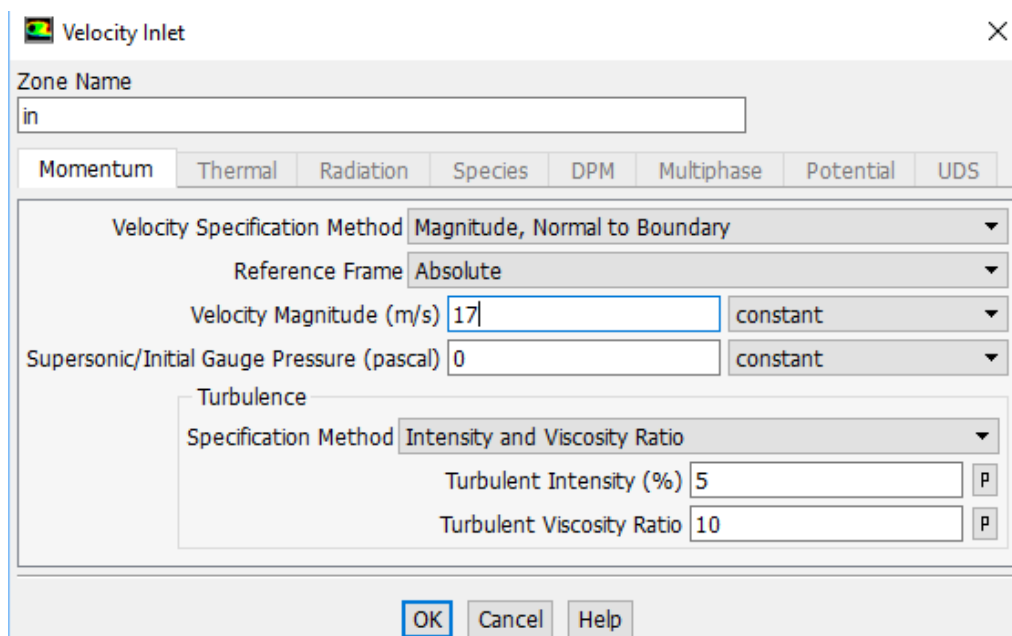 Velocity Inlet
Zone Name
in
Momentum Thermal Radiation Species DPM Multiphase Potential UDS
Velocity Specification Method Magnitude, Normal to Boundary
Reference Frame Absolute
Velocity Magnitude (m/s) 17 constant
Supersonic/Initial Gauge Pressure (pascal) 0 constant
Turbulence
Specification Method Intensity and Viscosity Ratio
Turbulent Intensity (%) 5 P
Turbulent Viscosity Ratio 10 P
OK Cancel Help